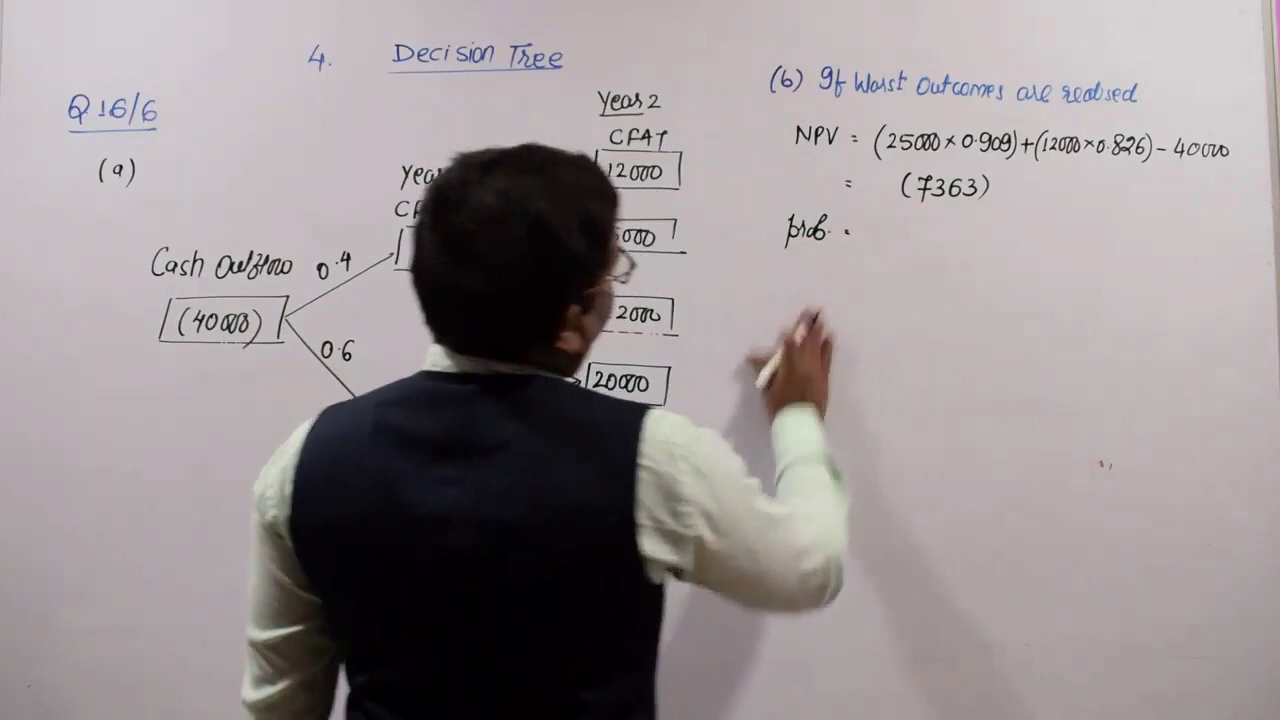 4. Decision Tree
Q 16/6
(a)
Cash Outflow
(40000)
0.4
0.6
Year 2
CFAT
12000
000
2000
20000
(b) If Worst Outcomes are realised
NPV = (25000 × 0.909) + (12000 × 0.826) - 40000
= (7363)
prob. =